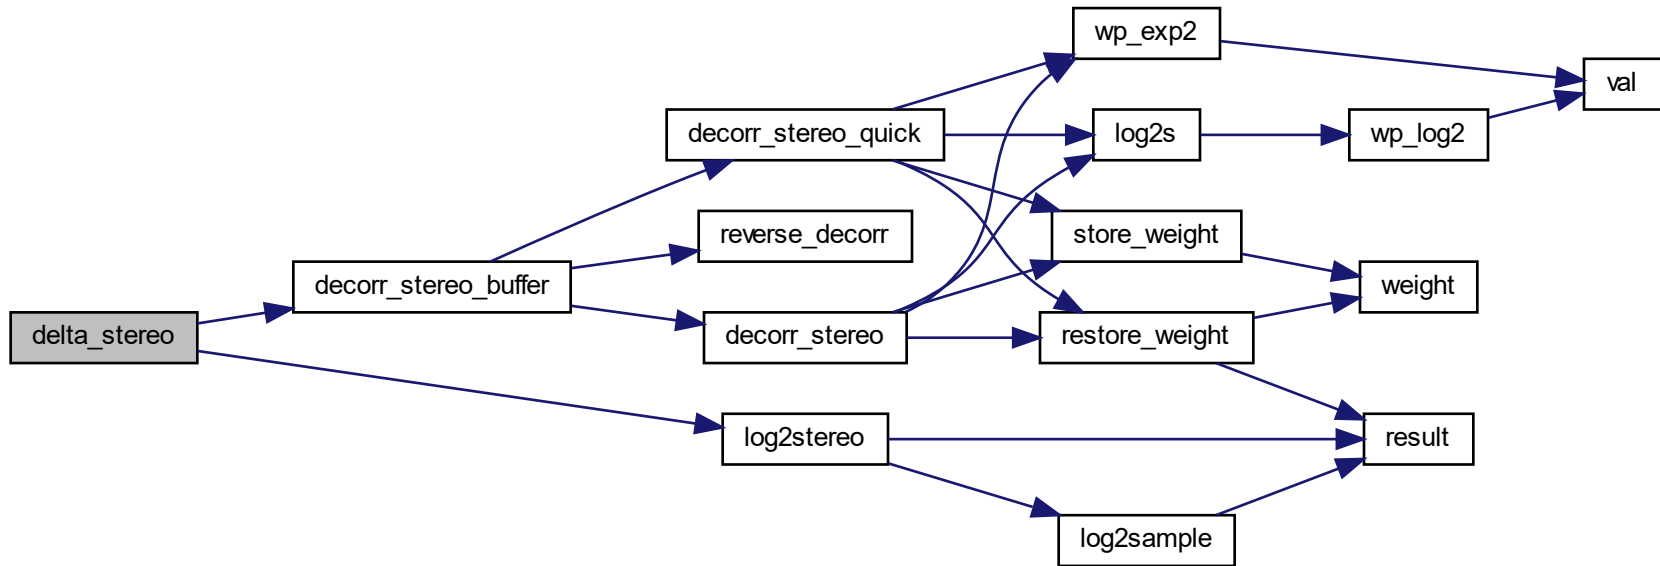 wp_exp2
val
decorr_stereo_quick
log2s
wp_log2
reverse_decorr
store_weight
decorr_stereo_buffer
weight
delta_stereo
decorr_stereo
restore_weight
log2stereo
result
log2sample